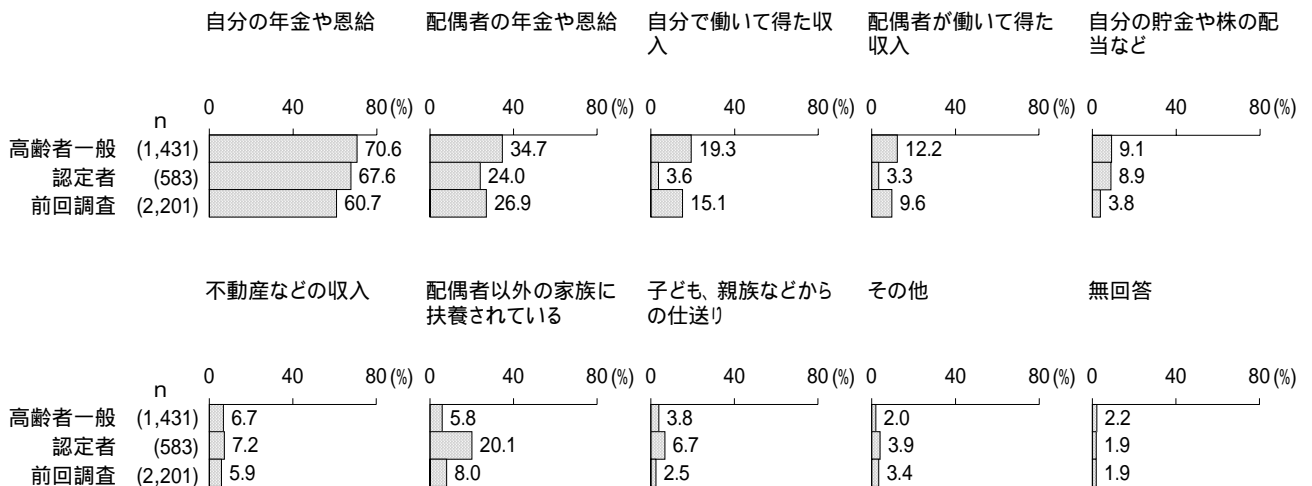 自分の年金や恩給 配偶者の年金や恩給 自分で働いて得た収 配偶者が働いて得た 自分の貯金や株の配
入 収入 当など
0 40 80(%) 0 40 80(%) 0 40 80(%) 0 40 80(%) 0 40 80(%)
n
高齢者一般 (1,431) 70.6 34.7 19.3 12.2 9.1
認定者 (583) 67.6 24.0 3.6 3.3 8.9
前回調査 (2,201) 60.7 26.9 15.1 9.6 3.8
不動産などの収入 配偶者以外の家族に 子ども、親族などから その他 無回答
扶養されている の仕送り
0 40 80(%) 0 40 80(%) 0 40 80(%) 0 40 80(%) 0 40 80(%)
n
高齢者一般 (1,431) 6.7 5.8 3.8 2.0 2.2
認定者 (583) 7.2 20.1 6.7 3.9 1.9
前回調査 (2,201) 5.9 8.0 2.5 3.4 1.9